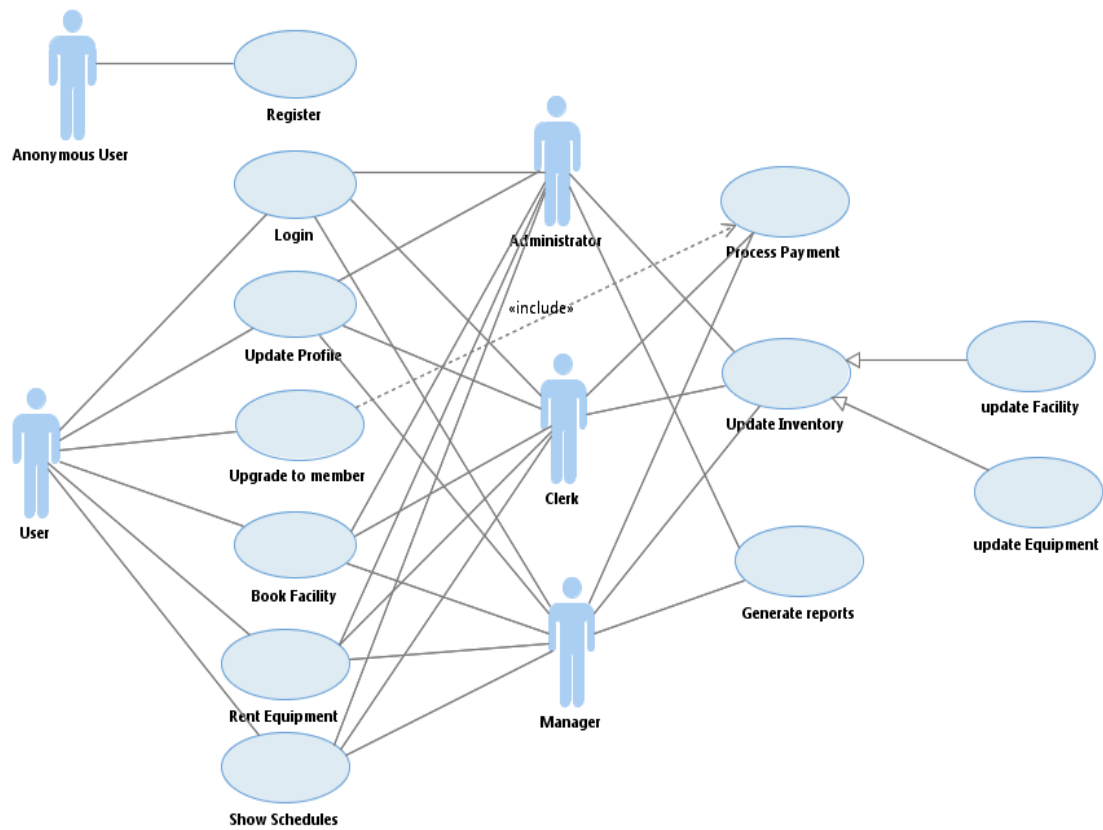 Register
Anonymous User
Login
Administrator
Process Payment
«include»
Update Profile
update Facility
Update Inventory
Upgrade to member
Clerk
User
update Equipment
Book Facility
Generate reports
Rent Equipment
Manager
Show Schedules